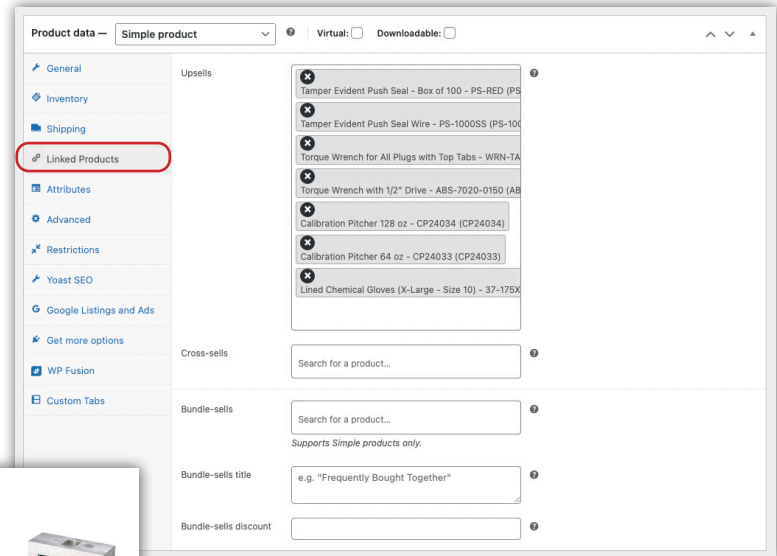 Product data — Simple product Virtual: Downloadable:
General
Inventory
Shipping
Linked Products
Attributes
Advanced
Restrictions
Yoast SEO
Google Listings and Ads
Get more options
WP Fusion
Custom Tabs
Upsells
Tamper Evident Push Seal - Box of 100 - PS-RED (PS
Tamper Evident Push Seal Wire - PS-1000SS (PS-100
Torque Wrench for All Plugs with Top Tabs - WRN-TA
Torque Wrench with 1/2" Drive - ABS-7020-0150 (AB
Calibration Pitcher 128 oz - CP24034 (CP24034)
Calibration Pitcher 64 oz - CP24033 (CP24033)
Lined Chemical Gloves (X-Large - Size 10) - 37-175X
Cross-sells
Search for a product...
Bundle-sells
Search for a product...
Supports Simple products only.
Bundle-sells title
e.g. "Frequently Bought Together"
Bundle-sells discount